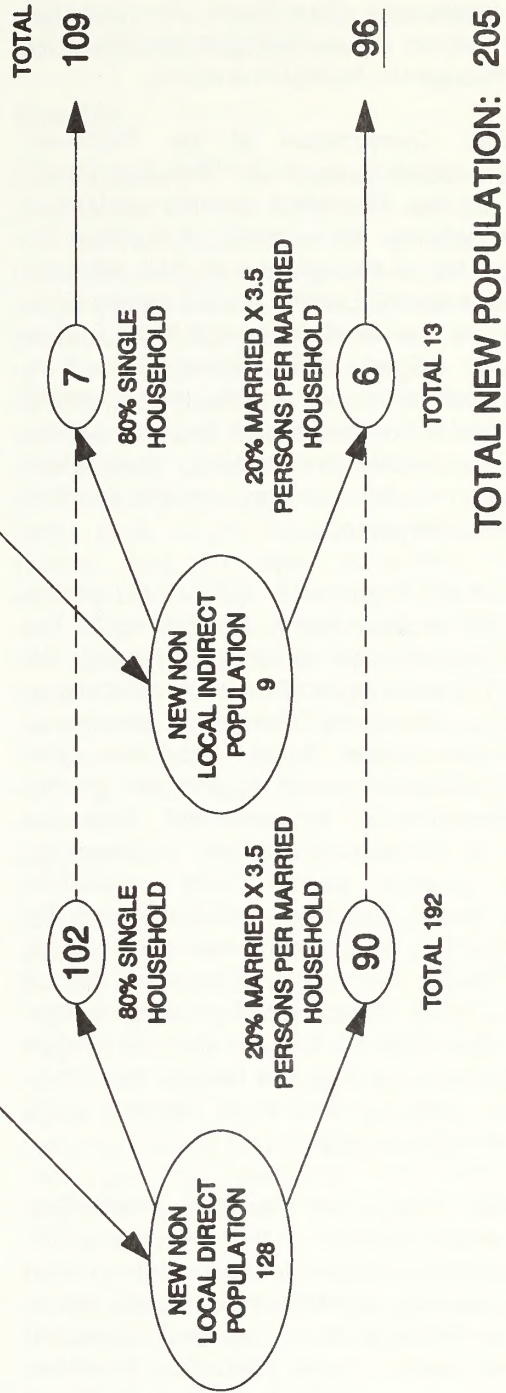 TOTAL
109
96
TOTAL NEW POPULATION: 205
7
80% SINGLE
HOUSEHOLD
20% MARRIED X 3.5
PERSONS PER MARRIED
HOUSEHOLD
6
TOTAL 13
NEW NON
LOCAL INDIRECT
POPULATION
9
102
80% SINGLE
HOUSEHOLD
20% MARRIED X 3.5
PERSONS PER MARRIED
HOUSEHOLD
90
TOTAL 192
NEW NON
LOCAL DIRECT
POPULATION
128